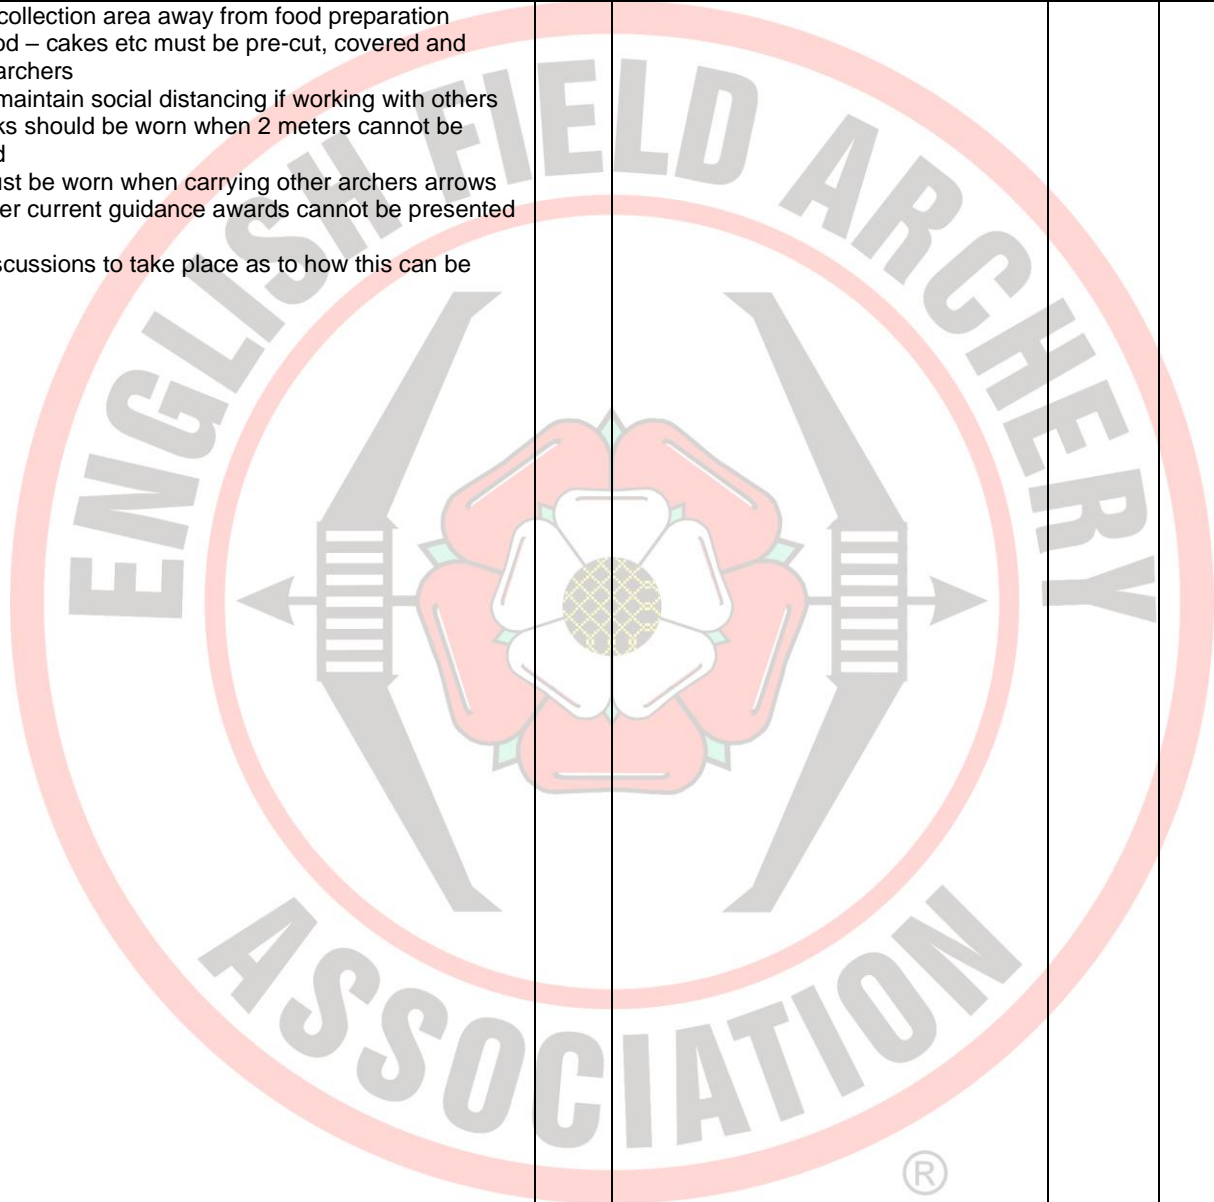 collection area away from food preparation
od – cakes etc must be pre-cut, covered and
archers
maintain social distancing if working with others
ks should be worn when 2 meters cannot be
d
ust be worn when carrying other archers arrows
er current guidance awards cannot be presented
scussions to take place as to how this can be
ENGLISH FIELD ARCHERY
ASSOCIATION
®